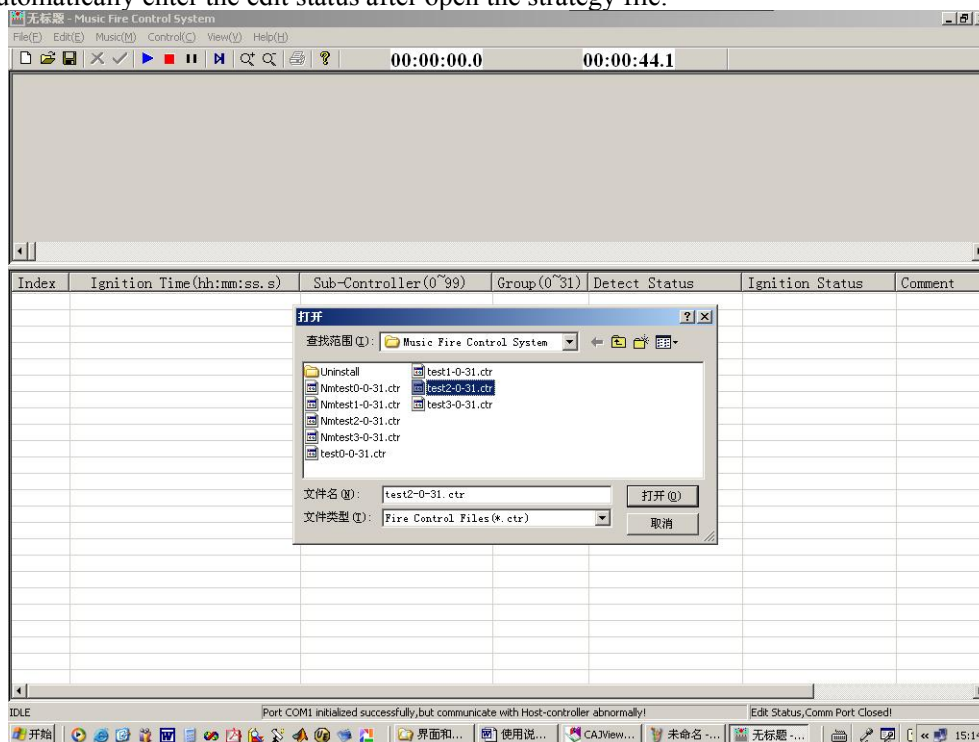 utomatically enter the edit status after open the strategy file.
无标题 - Music Fire Control System
File(F) Edit(E) Music(M) Control(C) View(V) Help(H)
00:00:00.0 00:00:44.1
Index Ignition Time(hh:mm:ss.s) Sub-Controller(0~99) Group(0~31) Detect Status Ignition Status Comment
打开
查找范围(I): Music Fire Control System
Uninstall test1-0-31.ctr
Nmtest0-0-31.ctr test2-0-31.ctr
Nmtest1-0-31.ctr test3-0-31.ctr
Nmtest2-0-31.ctr
Nmtest3-0-31.ctr
test0-0-31.ctr
文件名(N): test2-0-31.ctr 打开(O)
文件类型(T): Fire Control Files(*.ctr) 取消
IDLE Port COM1 initialized successfully,but communicate with Host-controller abnormally! Edit Status,Comm Port Closed!
开始 界面和... 使用说... CAJView... 未命名 -... 无标题 -...